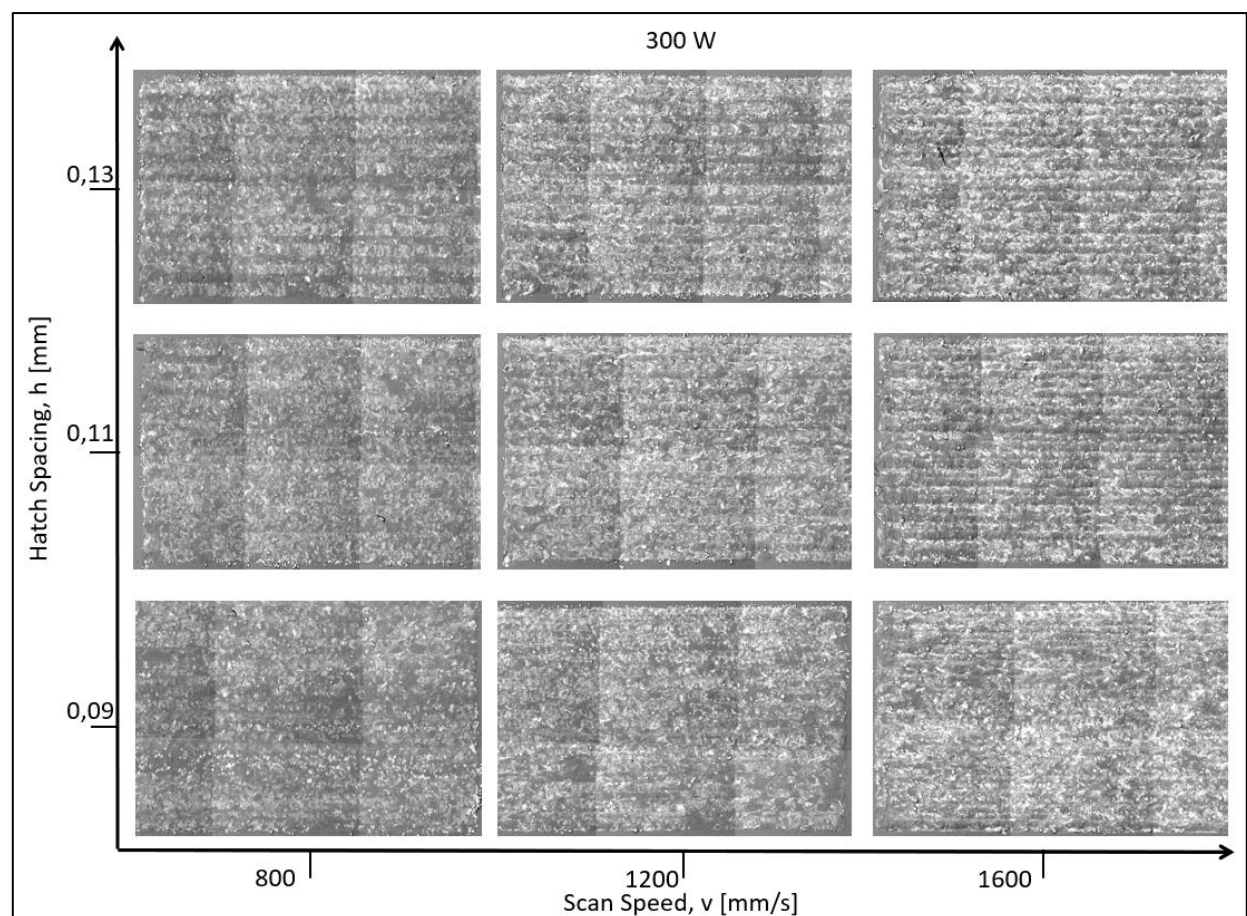 300 W
0,13
0,11
0,09
Hatch Spacing, h [mm]
800
1200
1600
Scan Speed, v [mm/s]